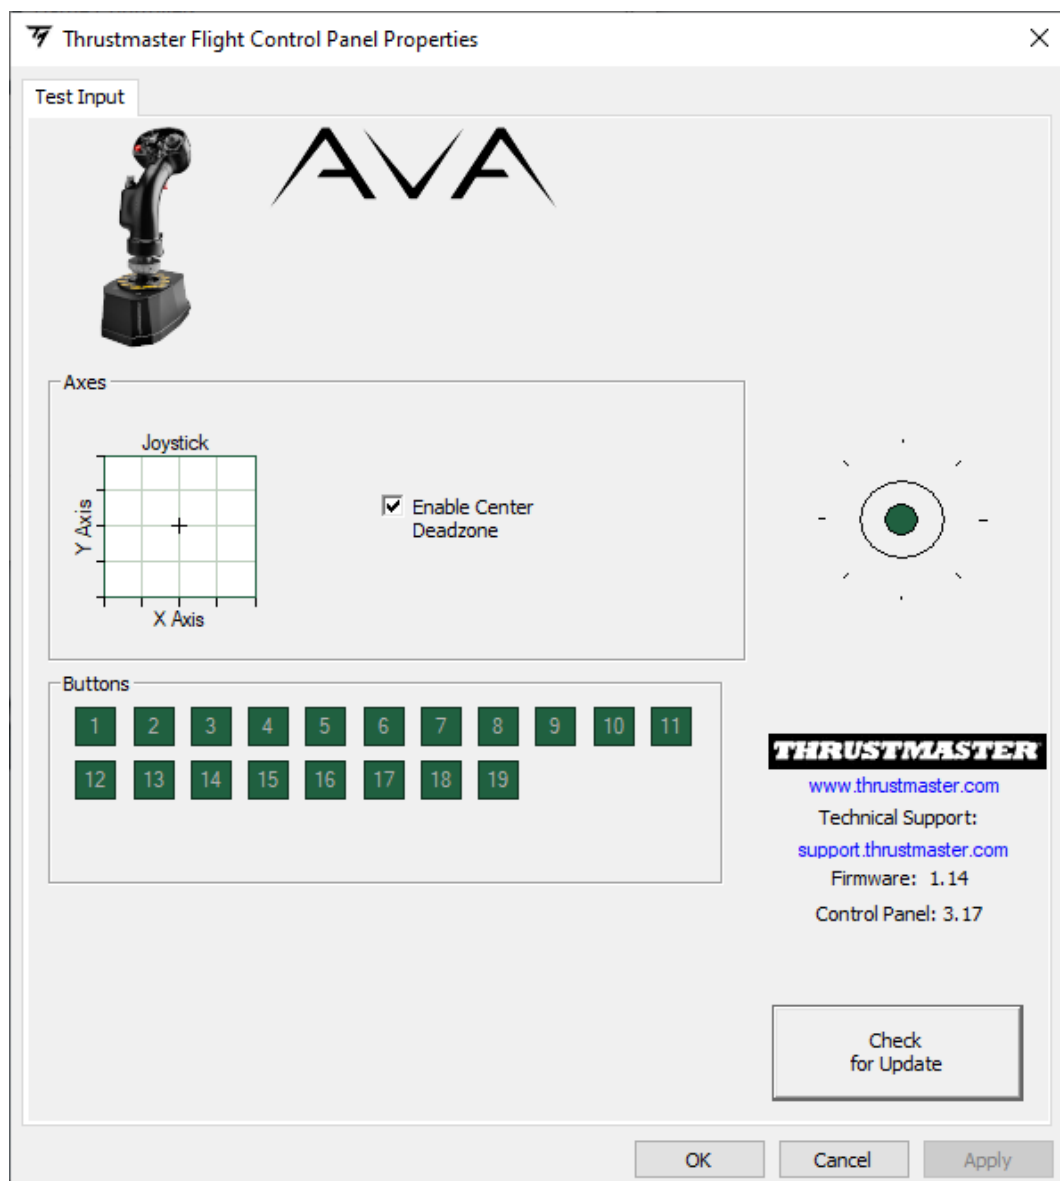 Thrustmaster Flight Control Panel Properties
Test Input
AVA
Axes
Joystick
Y Axis
X Axis
Enable Center
Deadzone
Buttons
1 2 3 4 5 6 7 8 9 10 11
12 13 14 15 16 17 18 19
THRUSTMASTER
www.thrustmaster.com
Technical Support:
support.thrustmaster.com
Firmware: 1.14
Control Panel: 3.17
Check
for Update
OK Cancel Apply